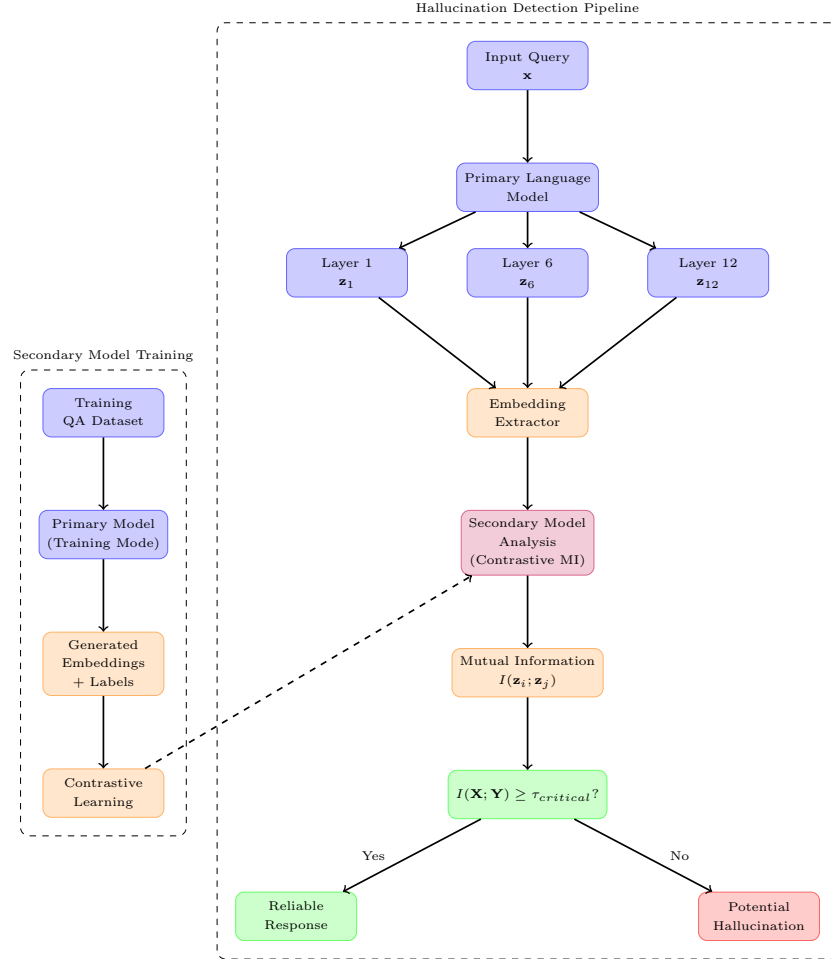 Hallucination Detection Pipeline
Input Query
x
Primary Language
Model
Layer 1
z₁
Layer 6
z₆
Layer 12
z₁₂
Embedding
Extractor
Secondary Model
Analysis
(Contrastive MI)
Mutual Information
I(zᵢ; zⱼ)
I(X; Y) ≥ τ_critical?
Yes
No
Reliable
Response
Potential
Hallucination
Secondary Model Training
Training
QA Dataset
Primary Model
(Training Mode)
Generated
Embeddings
+ Labels
Contrastive
Learning